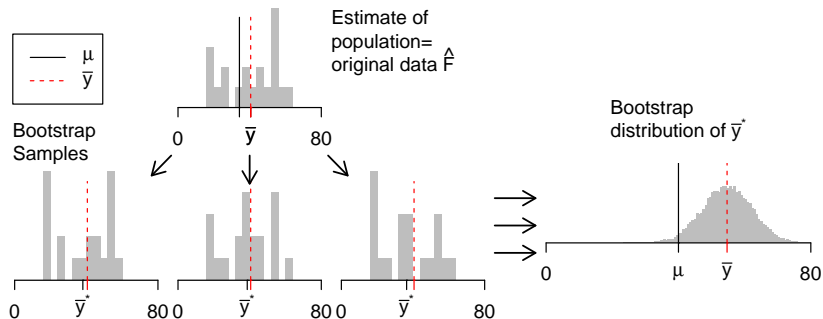 μ
ȳ
Estimate of
population=
original data F̂
0 ȳ 80
Bootstrap
Samples
Bootstrap
distribution of ȳ*
0 ȳ* 80
0 ȳ* 80
0 ȳ* 80
0 μ ȳ 80